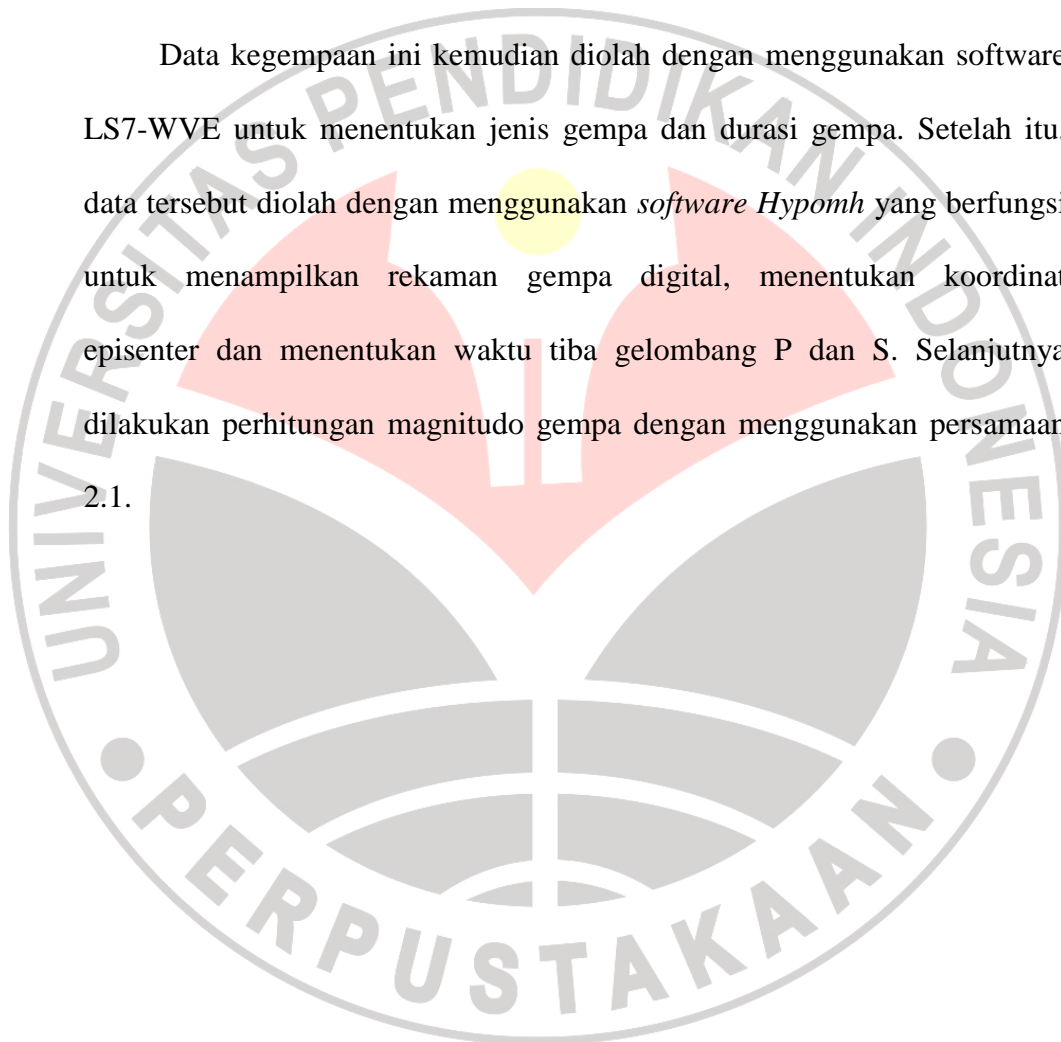 Data kegempaan ini kemudian diolah dengan menggunakan software
LS7-WVE untuk menentukan jenis gempa dan durasi gempa. Setelah itu,
data tersebut diolah dengan menggunakan software Hypomh yang berfungsi
untuk menampilkan rekaman gempa digital, menentukan koordinat
episenter dan menentukan waktu tiba gelombang P dan S. Selanjutnya
dilakukan perhitungan magnitudo gempa dengan menggunakan persamaan
2.1.
UNIVERSITAS PENDIDIKAN INDONESIA
PERPUSTAKAAN